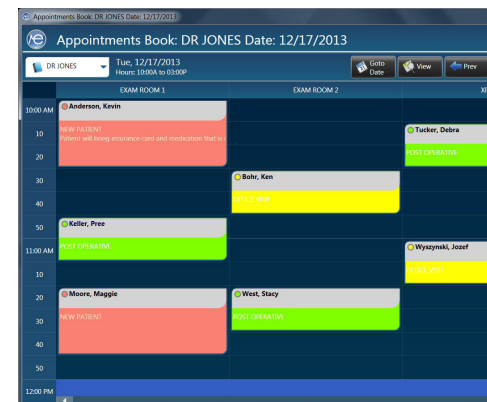 Appointments Book: DR JONES Date: 12/17/2013
Appointments Book: DR JONES Date: 12/17/2013
DR JONES
Tue, 12/17/2013
Hours: 10:00A to 03:00P
Goto
Date
View
Prev
EXAM ROOM 1
EXAM ROOM 2
10:00 AM
Anderson, Kevin
NEW PATIENT
Patient will bring insurance card and medication that is
10
Tucker, Debra
POST OPERATIVE
20
30
Bohr, Ken
OFFICE VISIT
40
50
Keller, Pree
POST OPERATIVE
11:00 AM
Wyszynski, Jozef
OFFICE VISIT
10
20
Moore, Maggie
NEW PATIENT
West, Stacy
POST OPERATIVE
30
40
50
12:00 PM